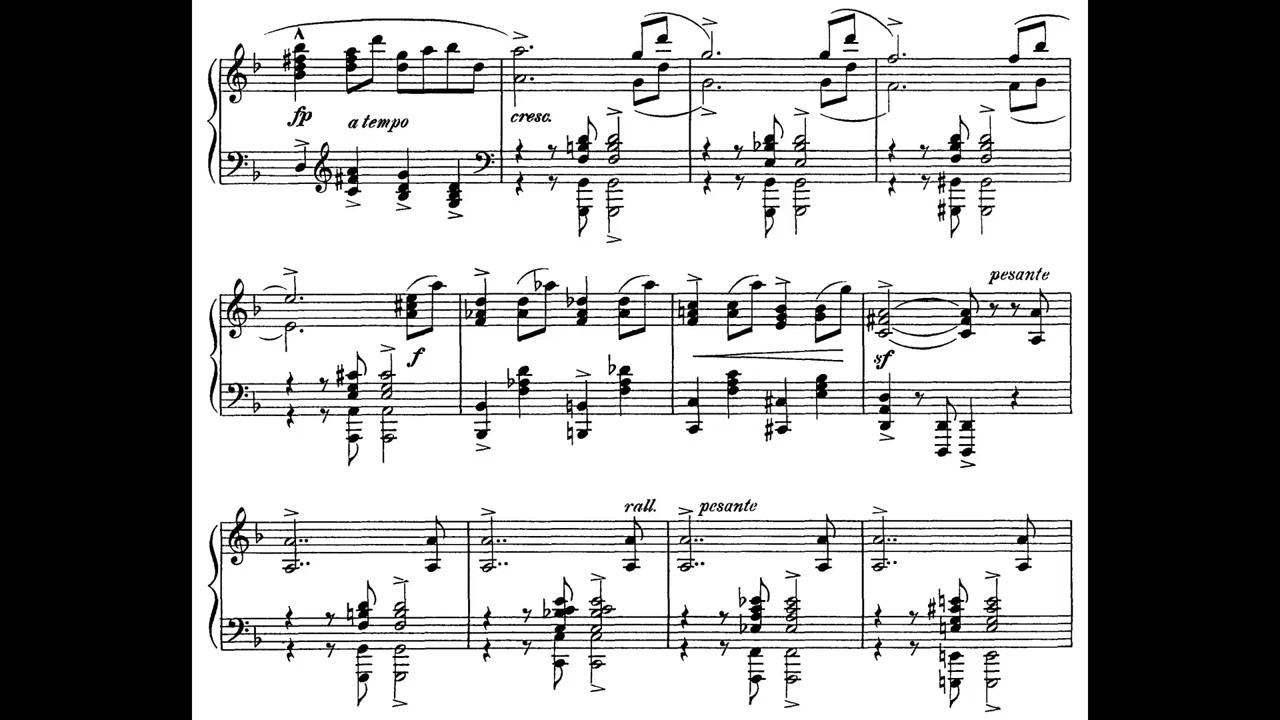 fp
a tempo
cresc.
pesante
f
sf
rall.
pesante